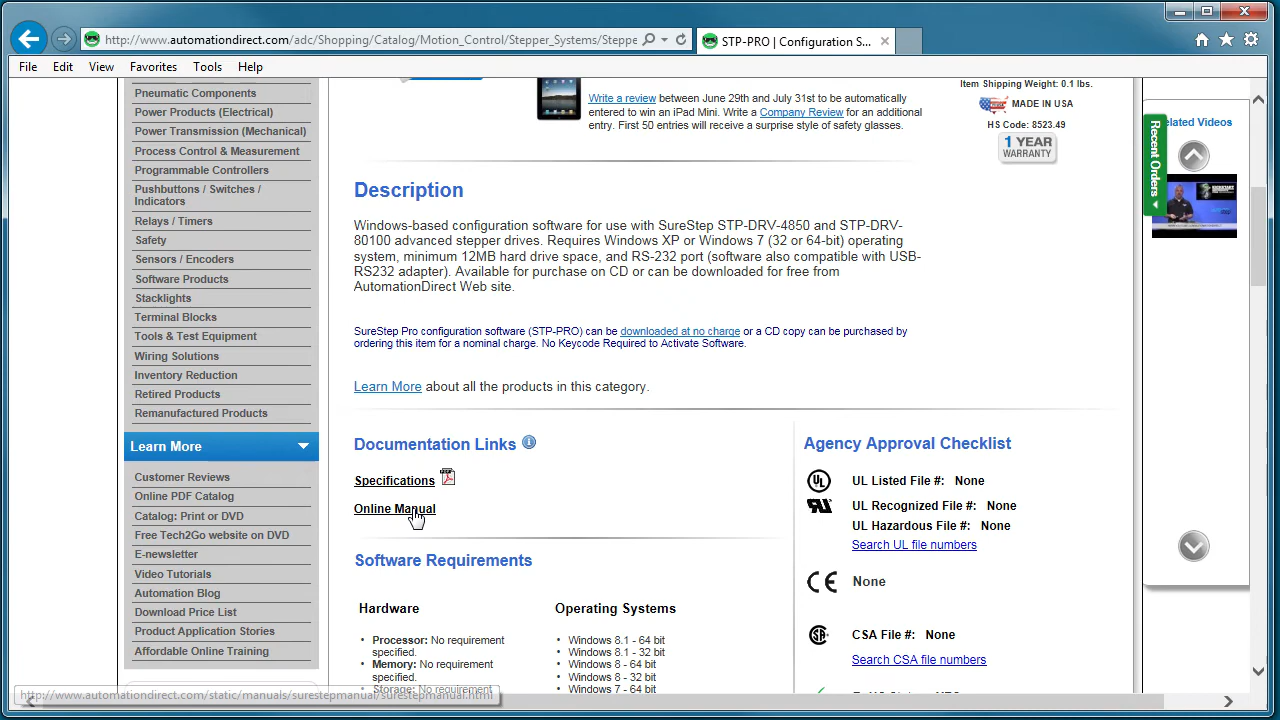 http://www.automationdirect.com/adc/Shopping/Catalog/Motion_Control/Stepper_Systems/Steppe
STP-PRO | Configuration S...
File Edit View Favorites Tools Help
Pneumatic Components
Power Products (Electrical)
Power Transmission (Mechanical)
Process Control & Measurement
Programmable Controllers
Pushbuttons / Switches /
Indicators
Relays / Timers
Safety
Sensors / Encoders
Software Products
Stacklights
Terminal Blocks
Tools & Test Equipment
Wiring Solutions
Inventory Reduction
Retired Products
Remanufactured Products
Learn More
Customer Reviews
Online PDF Catalog
Catalog: Print or DVD
Free Tech2Go website on DVD
E-newsletter
Video Tutorials
Automation Blog
Download Price List
Product Application Stories
Affordable Online Training
Write a review between June 29th and July 31st to be automatically
entered to win an iPad Mini. Write a Company Review for an additional
entry. First 50 entries will receive a surprise style of safety glasses.
Item Shipping Weight: 0.1 lbs.
MADE IN USA
HS Code: 8523.49
1 YEAR
WARRANTY
Description
Windows-based configuration software for use with SureStep STP-DRV-4850 and STP-DRV-
80100 advanced stepper drives. Requires Windows XP or Windows 7 (32 or 64-bit) operating
system, minimum 12MB hard drive space, and RS-232 port (software also compatible with USB-
RS232 adapter). Available for purchase on CD or can be downloaded for free from
AutomationDirect Web site.
SureStep Pro configuration software (STP-PRO) can be downloaded at no charge or a CD copy can be purchased by
ordering this item for a nominal charge. No Keycode Required to Activate Software.
Learn More about all the products in this category.
Documentation Links
Specifications
Online Manual
Software Requirements
Hardware
• Processor: No requirement
specified.
• Memory: No requirement
specified.
• Storage: No requirement
Operating Systems
• Windows 8.1 - 64 bit
• Windows 8.1 - 32 bit
• Windows 8 - 64 bit
• Windows 8 - 32 bit
• Windows 7 - 64 bit
Agency Approval Checklist
UL Listed File #: None
UL Recognized File #: None
UL Hazardous File #: None
Search UL file numbers
None
CSA File #: None
Search CSA file numbers
elated Videos
Recent Orders
http://www.automationdirect.com/static/manuals/surestepmanual/surestepmanual.html